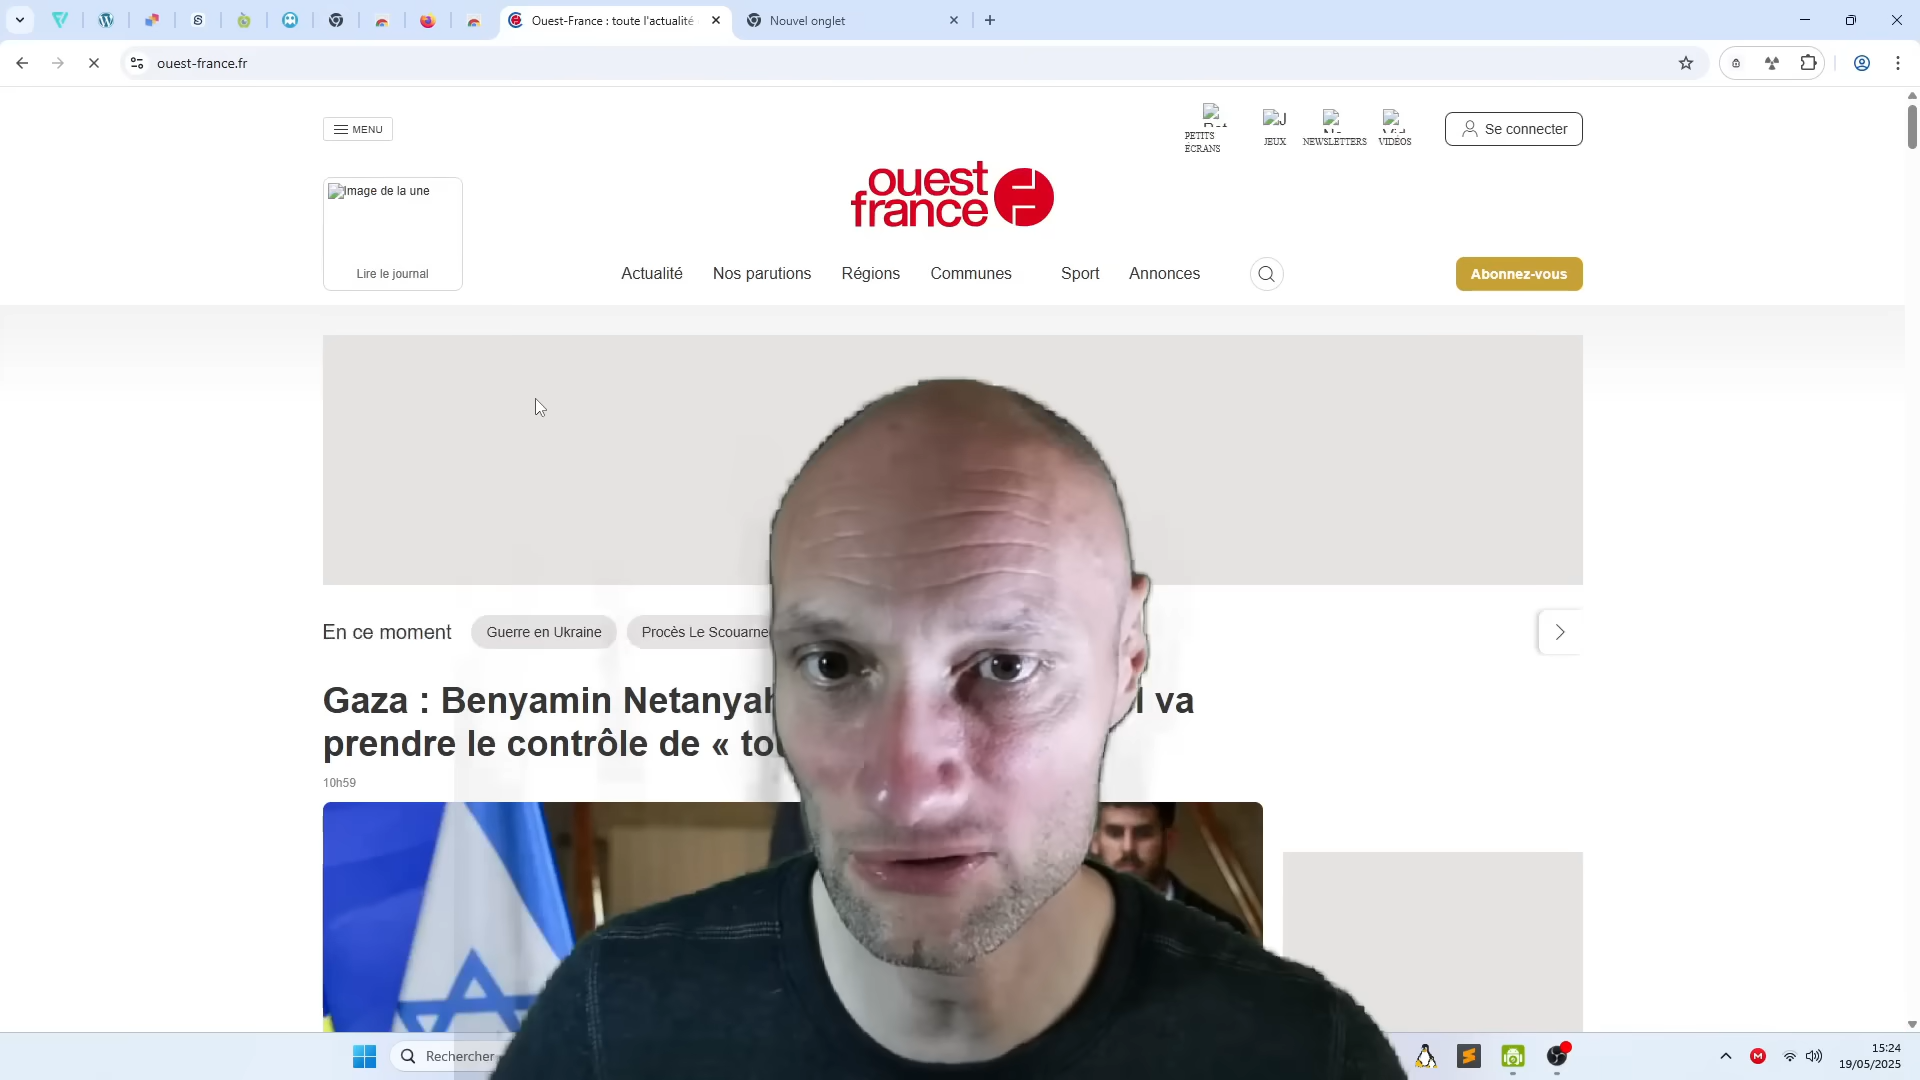 Ouest-France : toute l'actualité
Nouvel onglet
ouest-france.fr
MENU
PETITS
ÉCRANS
JEUX
NEWSLETTERS
VIDÉOS
Se connecter
Image de la une
Lire le journal
ouest
france
Actualité
Nos parutions
Régions
Communes
Sport
Annonces
Abonnez-vous
En ce moment
Guerre en Ukraine
Procès Le
Gaza : Benyamin va
prendre le contrôle de «
10h59
Rechercher
15:24
19/05/2025